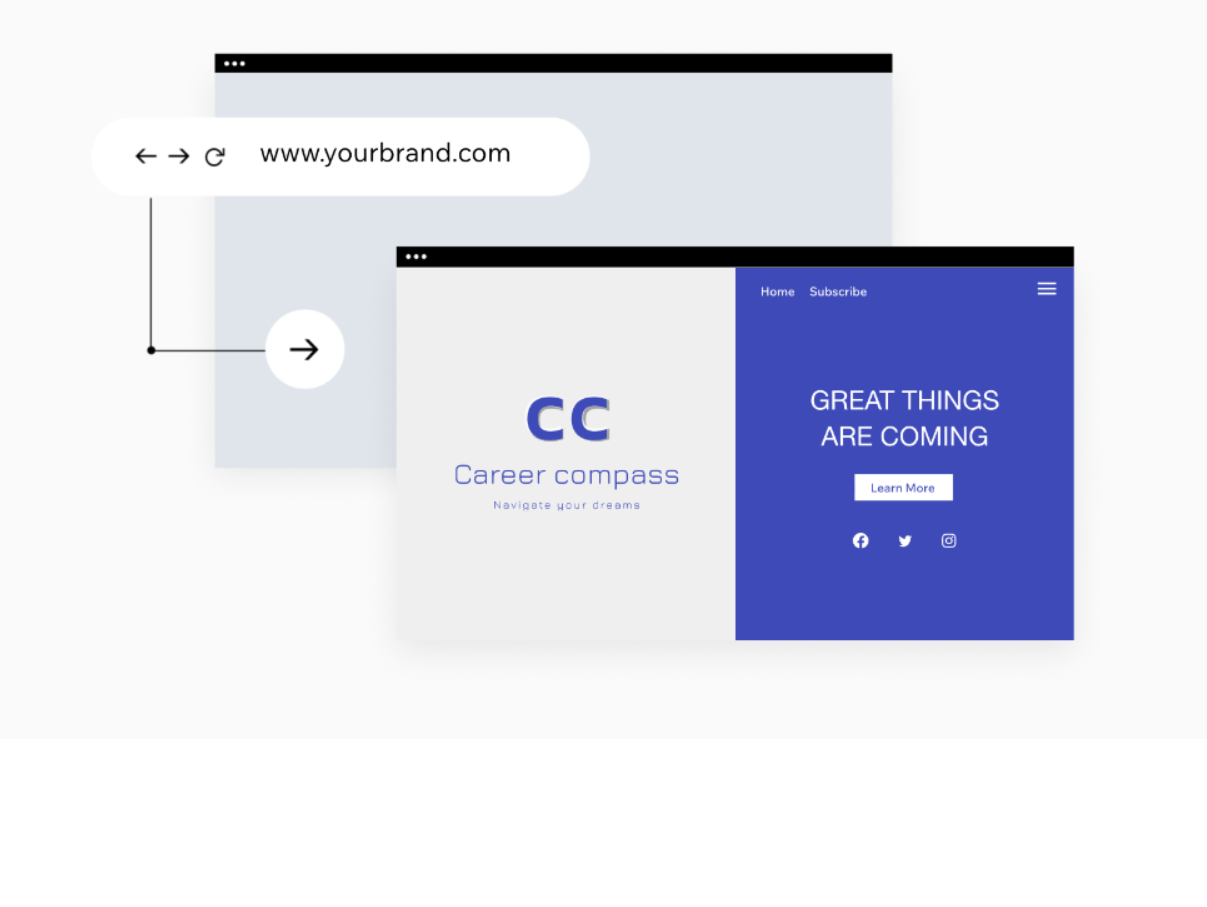 www.yourbrand.com
Home Subscribe
CC
Career compass
Navigate your dreams
GREAT THINGS
ARE COMING
Learn More